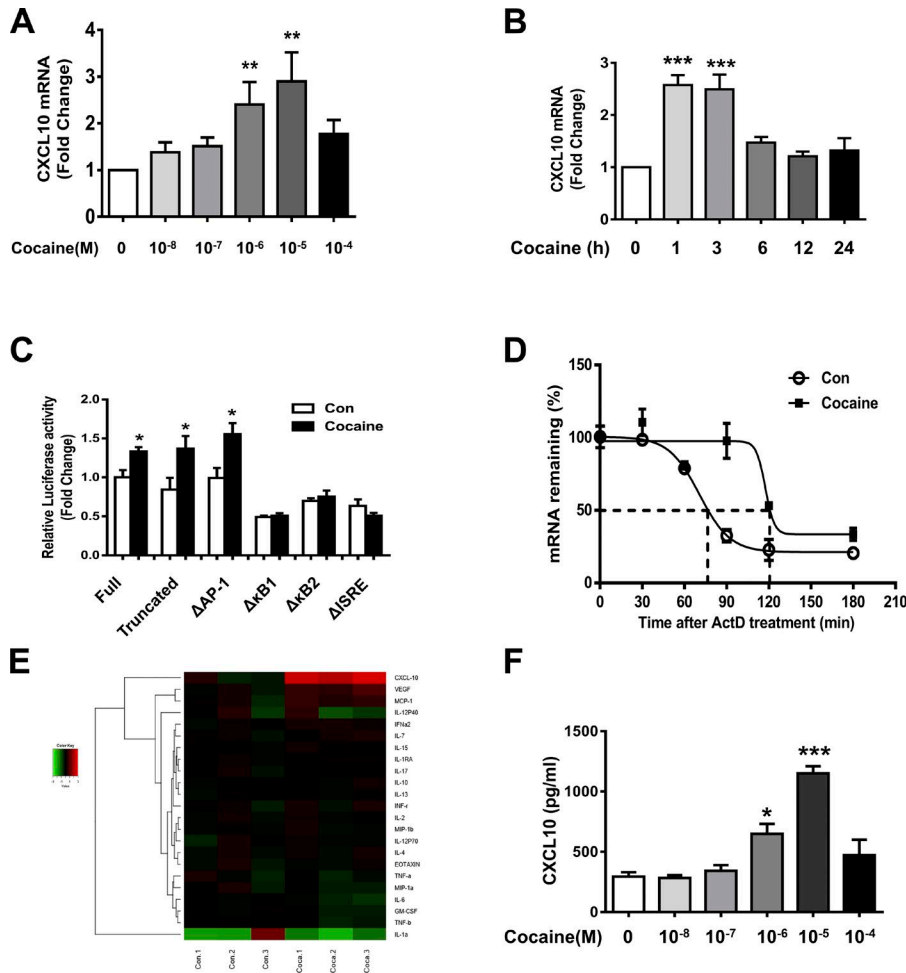 A
CXCL10 mRNA
(Fold Change)
4
3
2
1
0
**
**
Cocaine(M)
0
10-8
10-7
10-6
10-5
10-4
B
CXCL10 mRNA
(Fold Change)
3
2
1
0
***
***
Cocaine (h)
0
1
3
6
12
24
C
Relative Luciferase activity
(Fold Change)
2.0
1.5
1.0
0.5
0.0
*
*
*
Con
Cocaine
Full
Truncated
ΔAP-1
ΔκB1
ΔκB2
ΔISRE
D
mRNA remaining (%)
150
100
50
0
Con
Cocaine
0
30
60
90
120
150
180
210
Time after ActD treatment (min)
E
Color Key
Value
CXCL-10
VEGF
MCP-1
IL-12P40
IFNa2
IL-7
IL-15
IL-1RA
IL-17
IL-10
IL-13
INF-r
IL-2
MIP-1b
IL-12P70
IL-4
EOTAXIN
TNF-a
MIP-1a
IL-6
GM-CSF
TNF-b
IL-1a
Con.1
Con.2
Con.3
Coca.1
Coca.2
Coca.3
F
CXCL10 (pg/ml)
1500
1000
500
0
*
***
Cocaine(M)
0
10-8
10-7
10-6
10-5
10-4